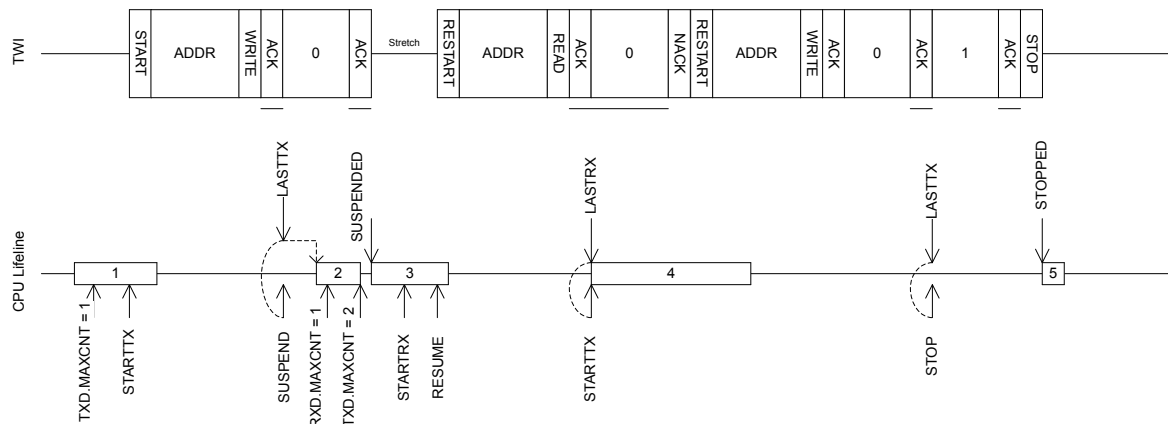 TWI
START
ADDR
WRITE
ACK
0
ACK
Stretch
RESTART
ADDR
READ
ACK
0
NACK
RESTART
ADDR
WRITE
ACK
0
ACK
1
ACK
STOP
CPU Lifeline
LASTTX
SUSPENDED
LASTRX
LASTTX
STOPPED
1
2
3
4
5
TXD.MAXCNT = 1
STARTTX
SUSPEND
RXD.MAXCNT = 1
TXD.MAXCNT = 2
STARTRX
RESUME
STARTTX
STOP